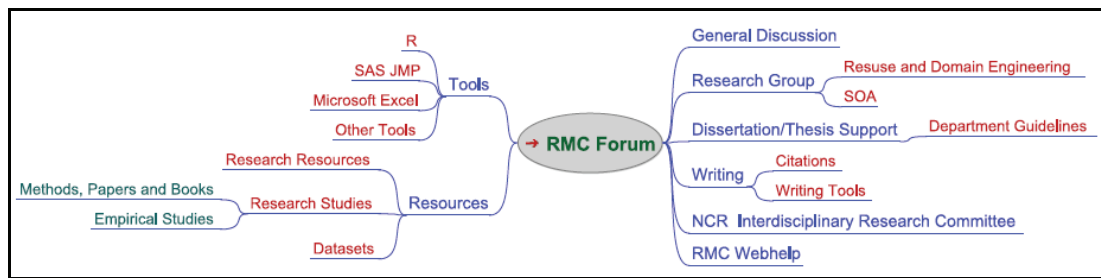 R
SAS JMP
Microsoft Excel
Other Tools
Tools
Research Resources
Methods, Papers and Books
Empirical Studies
Research Studies
Datasets
Resources
→ RMC Forum
General Discussion
Research Group
Resuse and Domain Engineering
SOA
Dissertation/Thesis Support
Department Guidelines
Writing
Citations
Writing Tools
NCR Interdisciplinary Research Committee
RMC Webhelp